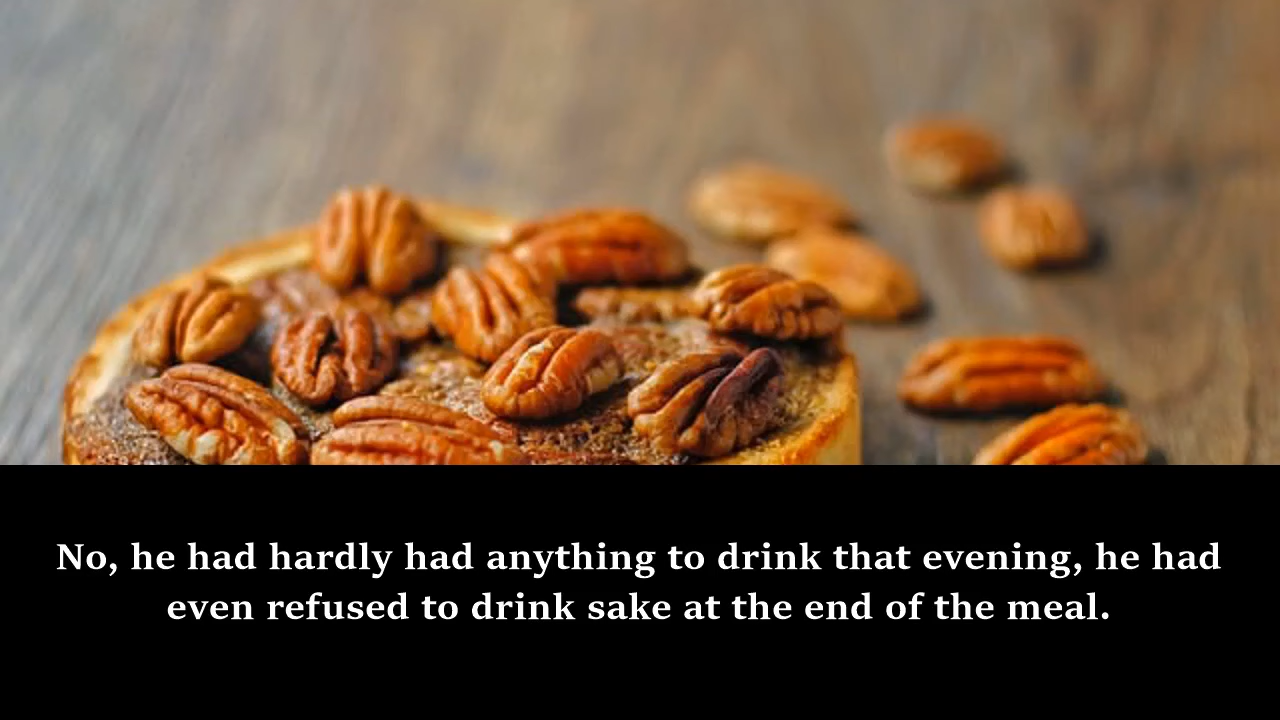 No, he had hardly had anything to drink that evening, he had
even refused to drink sake at the end of the meal.